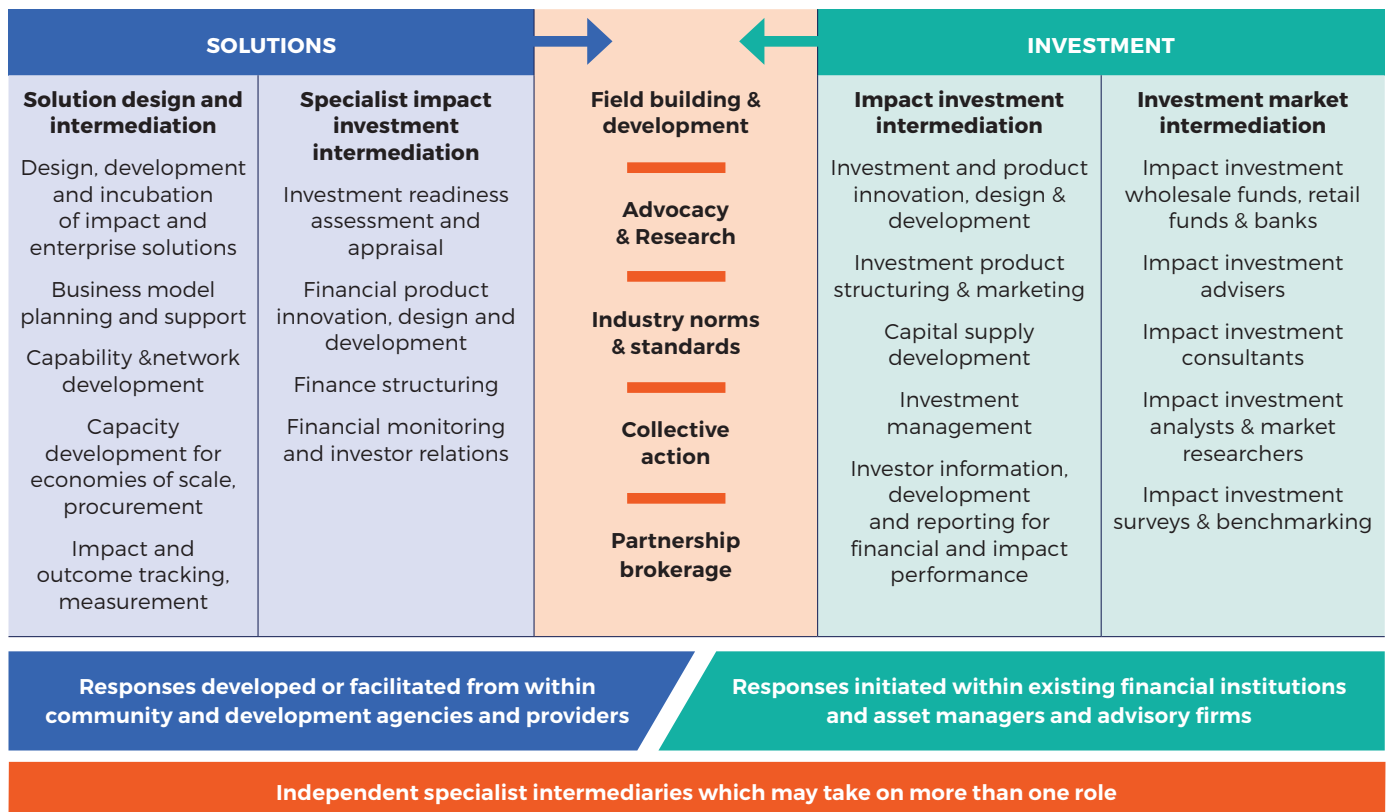 SOLUTIONS
INVESTMENT
Solution design and
intermediation
Design, development
and incubation
of impact and
enterprise solutions
Business model
planning and support
Capability &network
development
Capacity
development for
economies of scale,
procurement
Impact and
outcome tracking,
measurement
Specialist impact
investment
intermediation
Investment readiness
assessment and
appraisal
Financial product
innovation, design and
development
Finance structuring
Financial monitoring
and investor relations
Field building &
development
Advocacy
& Research
Industry norms
& standards
Collective
action
Partnership
brokerage
Impact investment
intermediation
Investment and product
innovation, design &
development
Investment product
structuring & marketing
Capital supply
development
Investment
management
Investor information,
development
and reporting for
financial and impact
performance
Investment market
intermediation
Impact investment
wholesale funds, retail
funds & banks
Impact investment
advisers
Impact investment
consultants
Impact investment
analysts & market
researchers
Impact investment
surveys & benchmarking
Responses developed or facilitated from within
community and development agencies and providers
Responses initiated within existing financial institutions
and asset managers and advisory firms
Independent specialist intermediaries which may take on more than one role